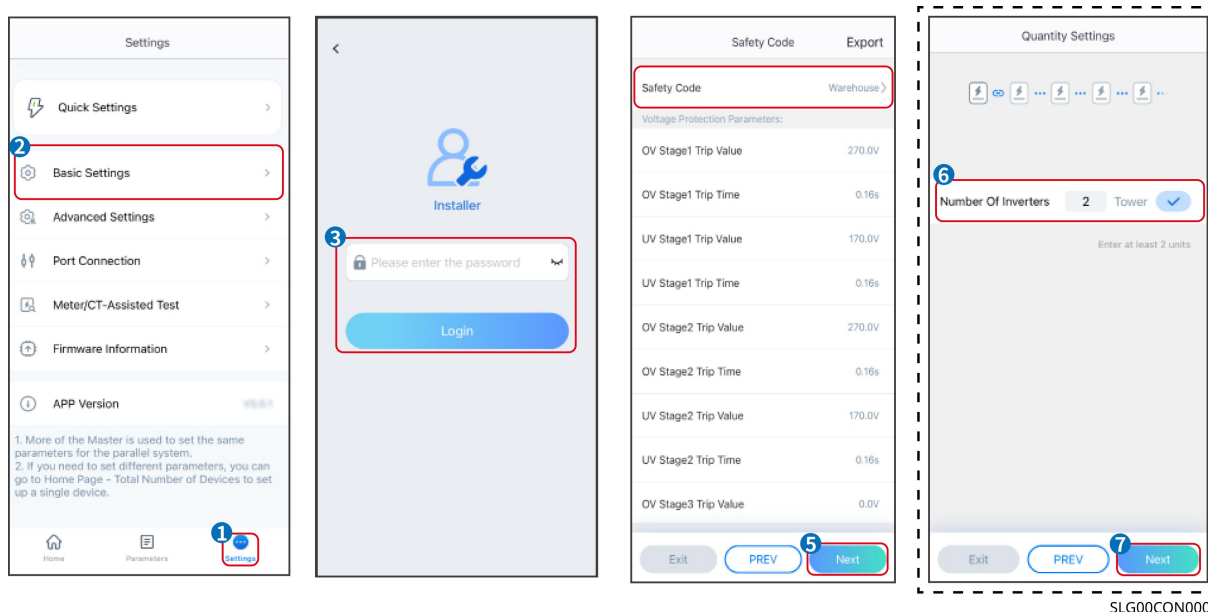 Settings
Quick Settings
2
Basic Settings
Advanced Settings
Port Connection
Meter/CT-Assisted Test
Firmware Information
APP Version
1. More of the Master is used to set the same
parameters for the parallel system.
2. If you need to set different parameters, you can
go to Home Page - Total Number of Devices to set
up a single device.
1
Home
Parameters
Settings
Installer
3
Please enter the password
Login
Safety Code
Export
Safety Code
Warehouse
Voltage Protection Parameters:
OV Stage1 Trip Value
270.0V
OV Stage1 Trip Time
0.16s
UV Stage1 Trip Value
170.0V
UV Stage1 Trip Time
0.16s
OV Stage2 Trip Value
270.0V
OV Stage2 Trip Time
0.16s
UV Stage2 Trip Value
170.0V
UV Stage2 Trip Time
0.16s
OV Stage3 Trip Value
0.0V
5
Exit
PREV
Next
Quantity Settings
6
Number Of Inverters
2
Tower
Enter at least 2 units
7
Exit
PREV
Next
SLG00CON000